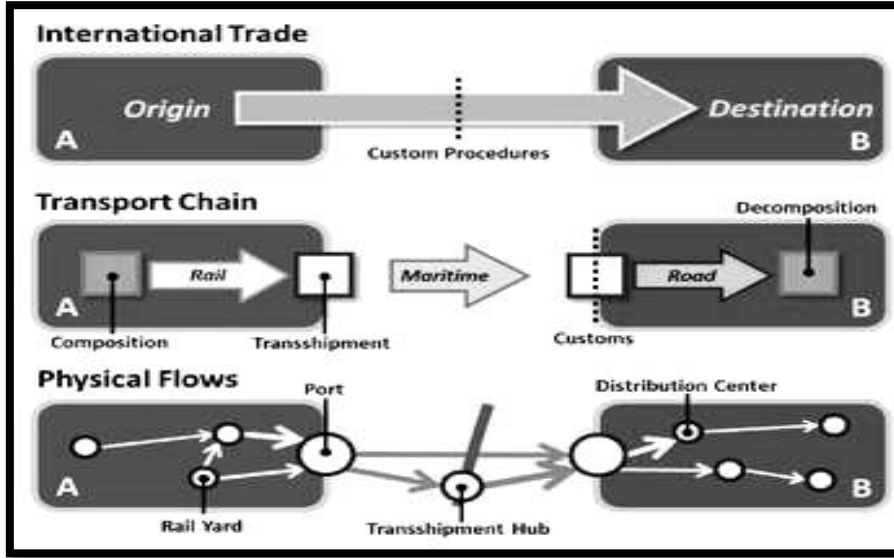 International Trade
Origin
Destination
A
B
Custom Procedures
Transport Chain
Decomposition
Rail
Maritime
Road
A
B
Composition
Transshipment
Customs
Physical Flows
Port
Distribution Center
A
B
Rail Yard
Transshipment Hub